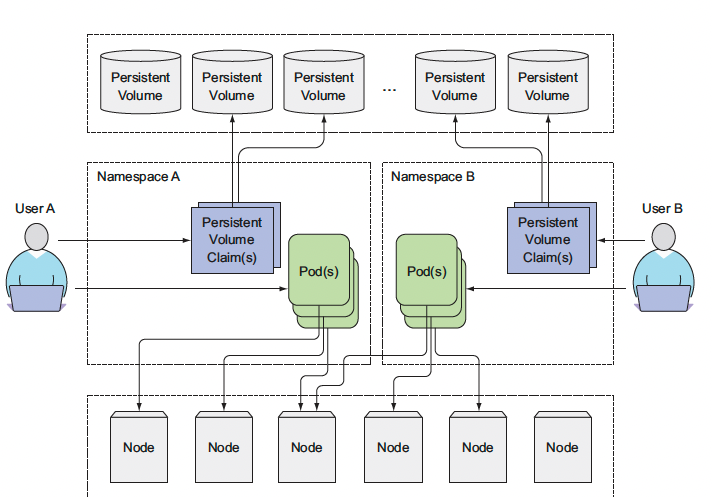 Persistent
Volume
Persistent
Volume
Persistent
Volume
...
Persistent
Volume
Persistent
Volume
Namespace A
Namespace B
User A
User B
Persistent
Volume
Claim(s)
Persistent
Volume
Claim(s)
Pod(s)
Pod(s)
Node
Node
Node
Node
Node
Node